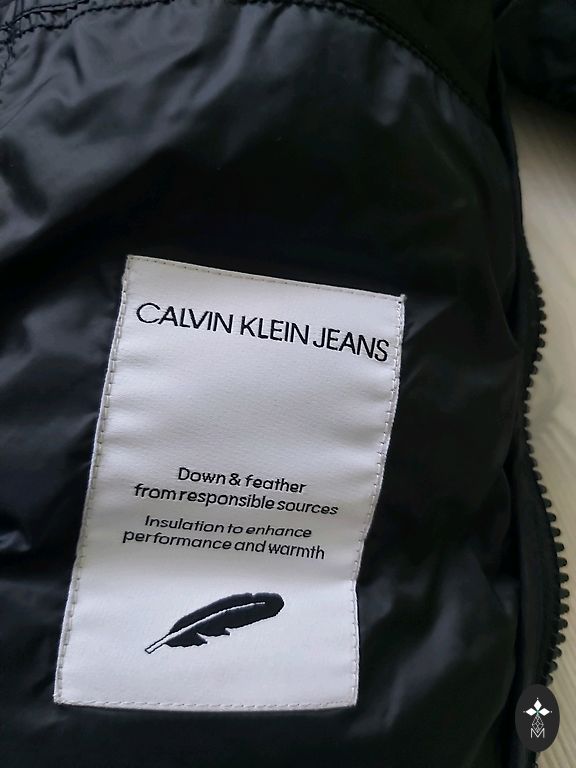 CALVIN KLEIN JEANS
Down & feather
from responsible sources
Insulation to enhance
performance and warmth
M